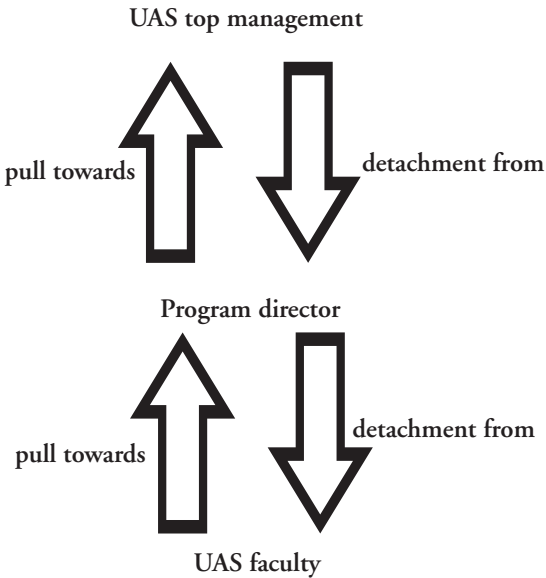 UAS top management
pull towards
detachment from
Program director
pull towards
detachment from
UAS faculty